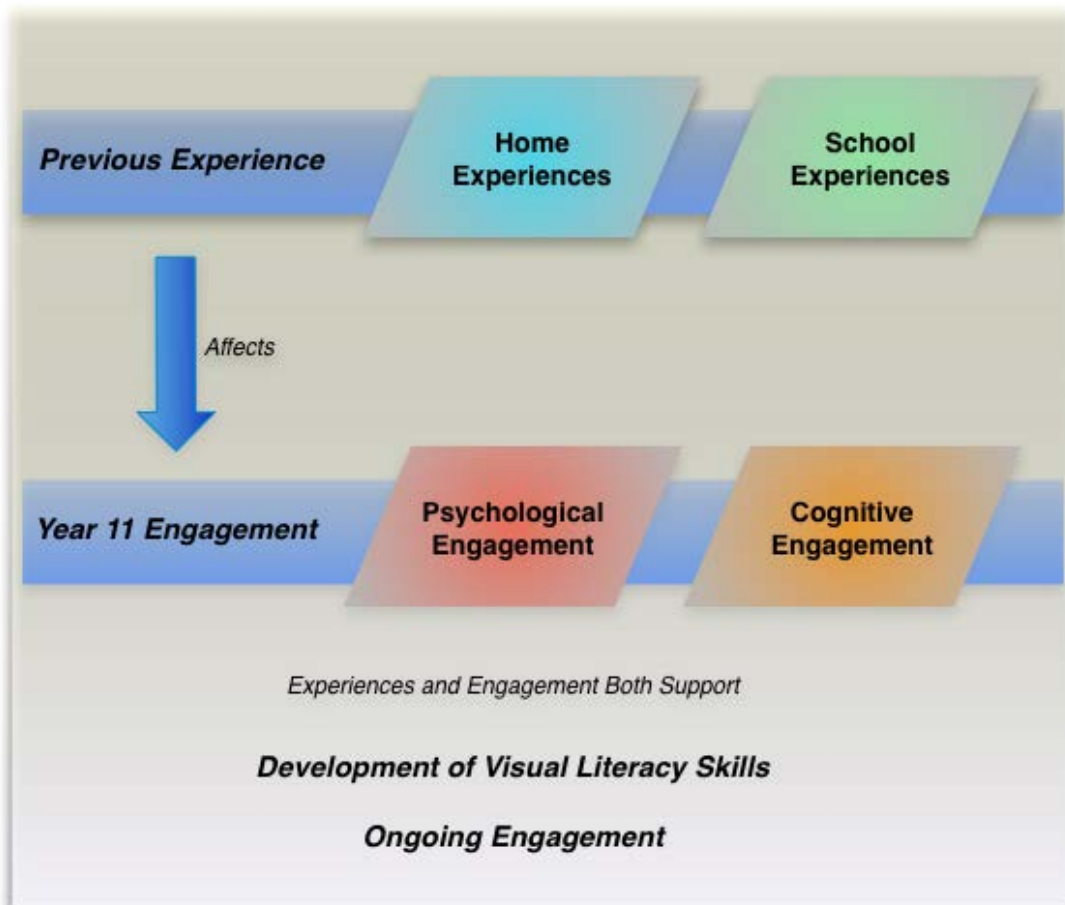 Previous Experience
Home
Experiences
School
Experiences
Affects
Year 11 Engagement
Psychological
Engagement
Cognitive
Engagement
Experiences and Engagement Both Support
Development of Visual Literacy Skills
Ongoing Engagement